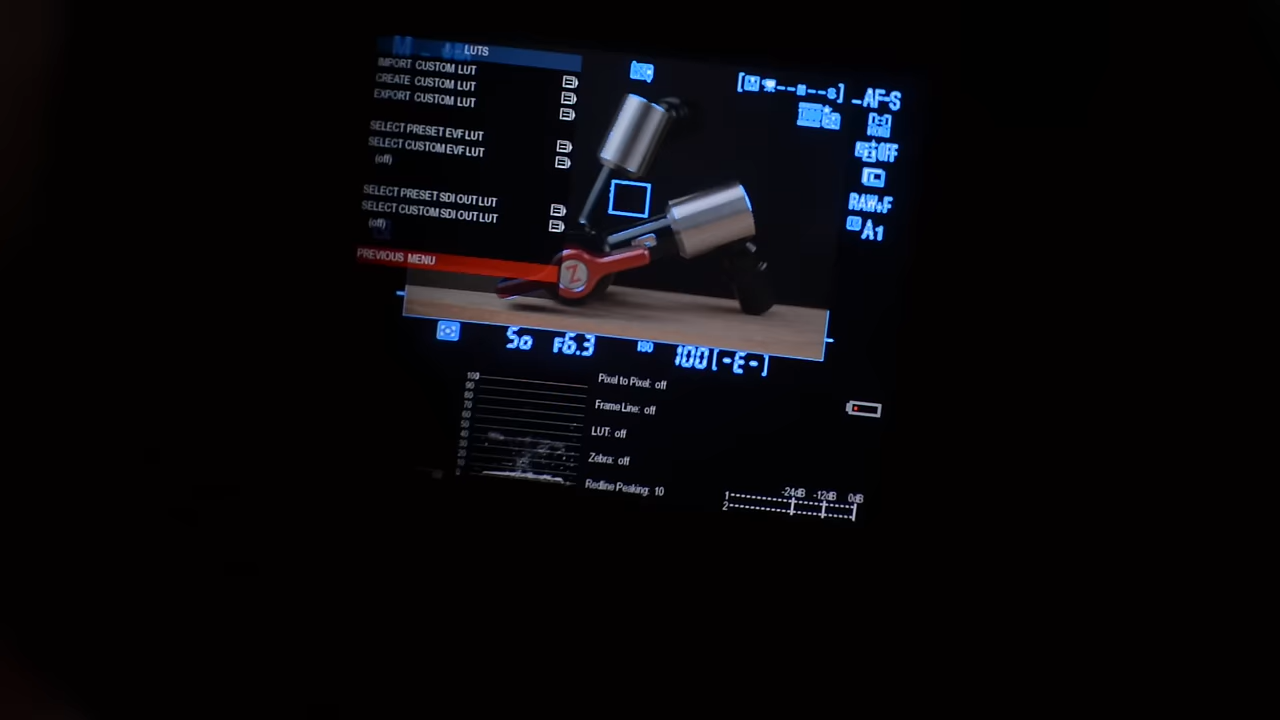 LUTS
IMPORT CUSTOM LUT
CREATE CUSTOM LUT
EXPORT CUSTOM LUT
SELECT PRESET EVF LUT
SELECT CUSTOM EVF LUT
(off)
SELECT PRESET SDI OUT LUT
SELECT CUSTOM SDI OUT LUT
(off)
PREVIOUS MENU
[--M--S]
AF-S
OFF
RAW+F
A1
Z
50 F6.3 ISO 100 [-E-]
100
90
80
70
60
50
40
30
20
10
Pixel to Pixel: off
Frame Line: off
LUT: off
Zebra: off
Redline Peaking: 10
-24dB -12dB 0dB
1
2